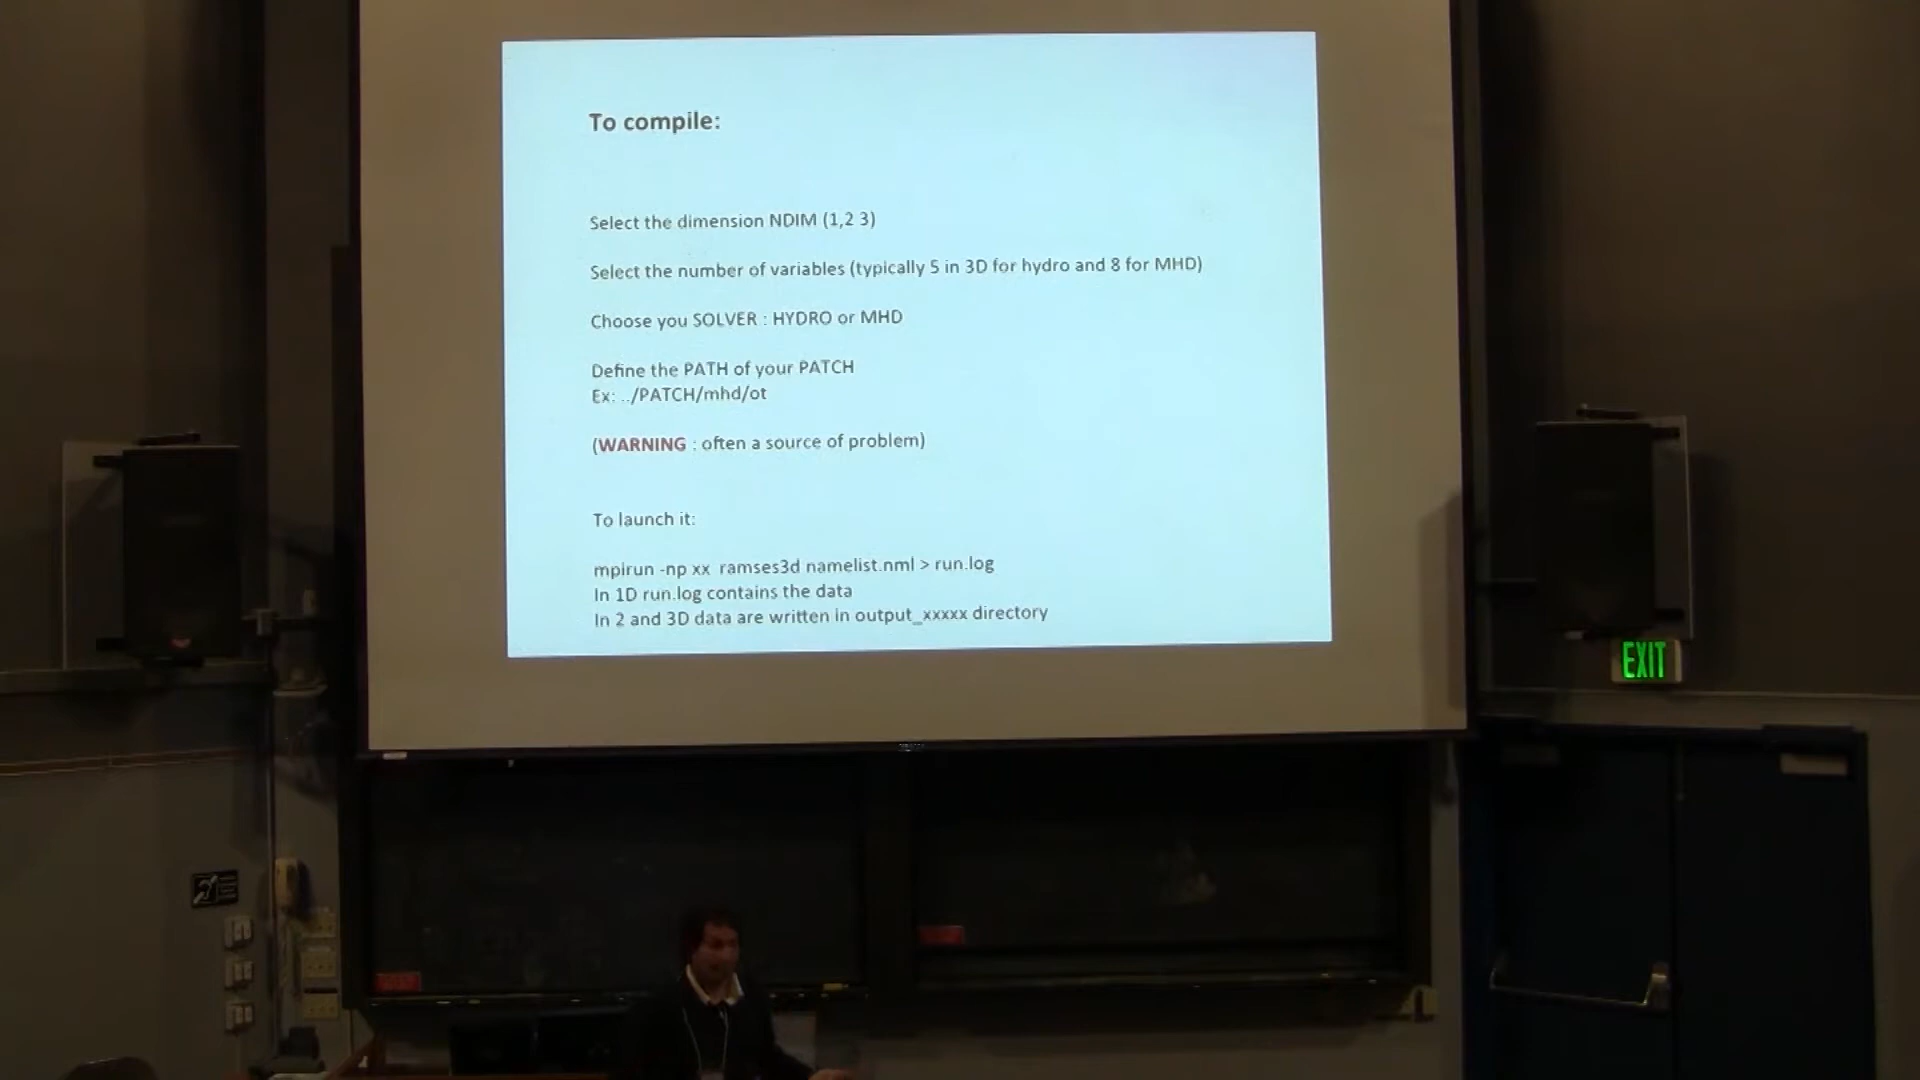 To compile:
Select the dimension NDIM (1,2 3)
Select the number of variables (typically 5 in 3D for hydro and 8 for MHD)
Choose you SOLVER : HYDRO or MHD
Define the PATH of your PATCH
Ex: ../PATCH/mhd/ot
(WARNING : often a source of problem)
To launch it:
mpirun -np xx ramses3d namelist.nml > run.log
In 1D run.log contains the data
In 2 and 3D data are written in output_xxxxx directory
EXIT